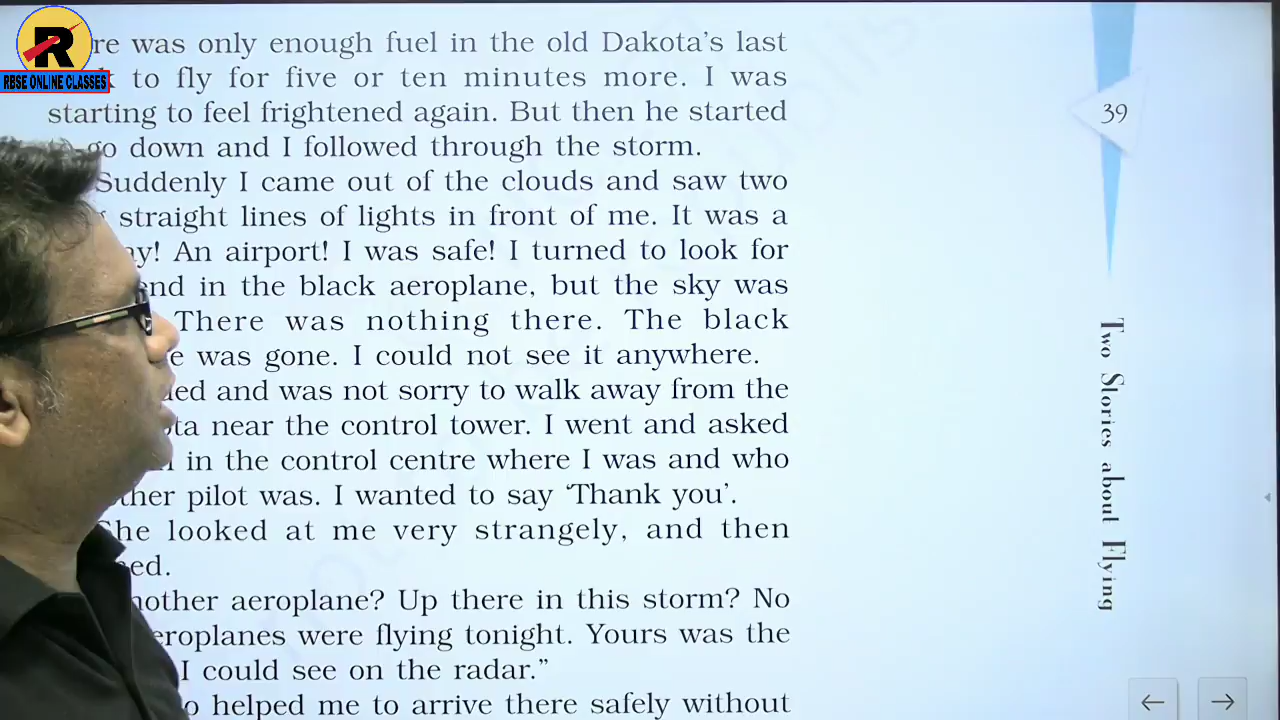 R
RBSE ONLINE CLASSES
re was only enough fuel in the old Dakota's last
k to fly for five or ten minutes more. I was
starting to feel frightened again. But then he started
go down and I followed through the storm.
Suddenly I came out of the clouds and saw two
straight lines of lights in front of me. It was a
ay! An airport! I was safe! I turned to look for
end in the black aeroplane, but the sky was
There was nothing there. The black
e was gone. I could not see it anywhere.
ed and was not sorry to walk away from the
ota near the control tower. I went and asked
in the control centre where I was and who
ther pilot was. I wanted to say ‘Thank you’.
She looked at me very strangely, and then
ed.
nother aeroplane? Up there in this storm? No
eroplanes were flying tonight. Yours was the
I could see on the radar.”
o helped me to arrive there safely without
39
Two Stories about Flying